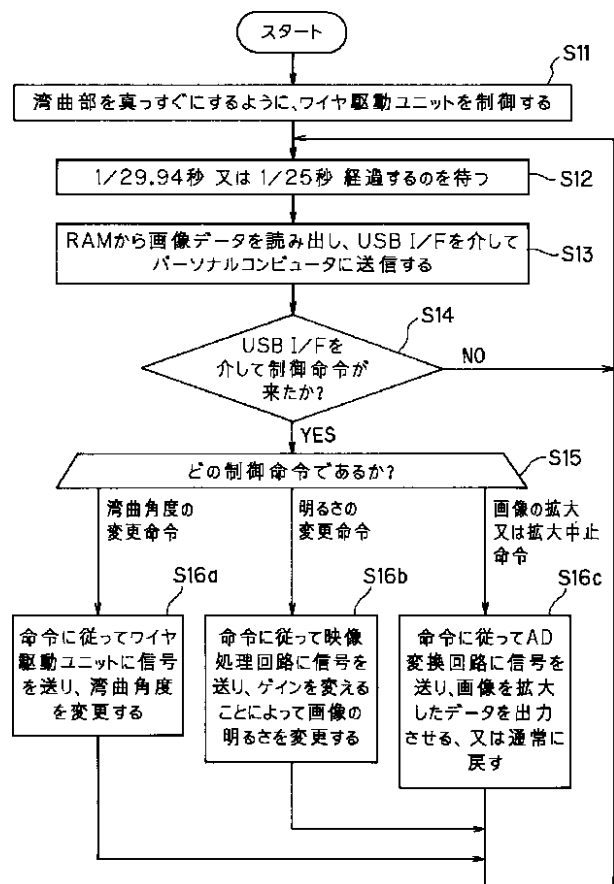 スタート
S11
湾曲部を真っすぐにするように、ワイヤ駆動ユニットを制御する
1/29.94秒 又は 1/25秒 経過するのを待つ
S12
RAMから画像データを読み出し、USB I/Fを介して
パーソナルコンピュータに送信する
S13
S14
USB I/Fを
介して制御命令が
来たか?
NO
YES
S15
どの制御命令であるか?
湾曲角度の
変更命令
明るさの
変更命令
画像の拡大
又は拡大中止
命令
S16a
S16b
S16c
命令に従ってワイヤ
駆動ユニットに信号
を送り、湾曲角度
を変更する
命令に従って映像
処理回路に信号を
送り、ゲインを変える
ことによって画像の
明るさを変更する
命令に従ってAD
変換回路に信号を
送り,画像を拡大
したデータを出力
させる、又は通常に
戻す